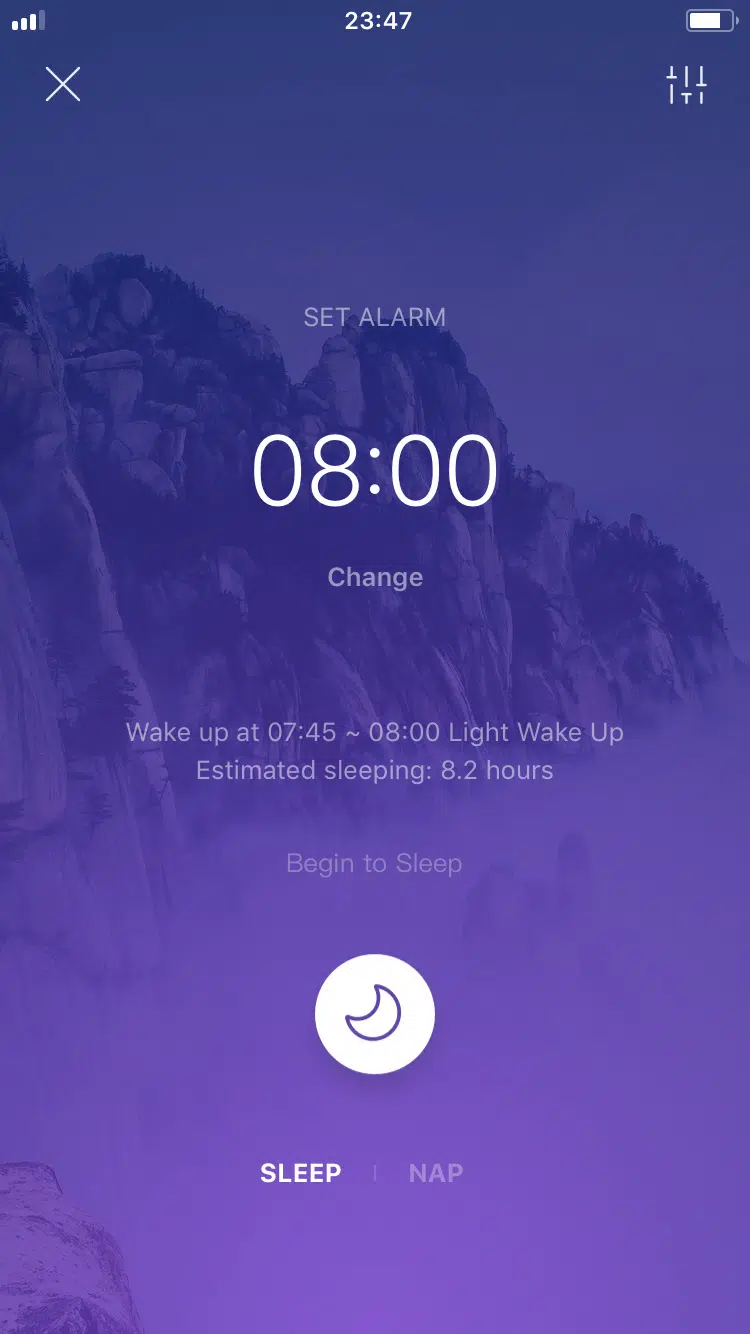 23:47
SET ALARM
08:00
Change
Wake up at 07:45 ~ 08:00 Light Wake Up
Estimated sleeping: 8.2 hours
Begin to Sleep
SLEEP | NAP